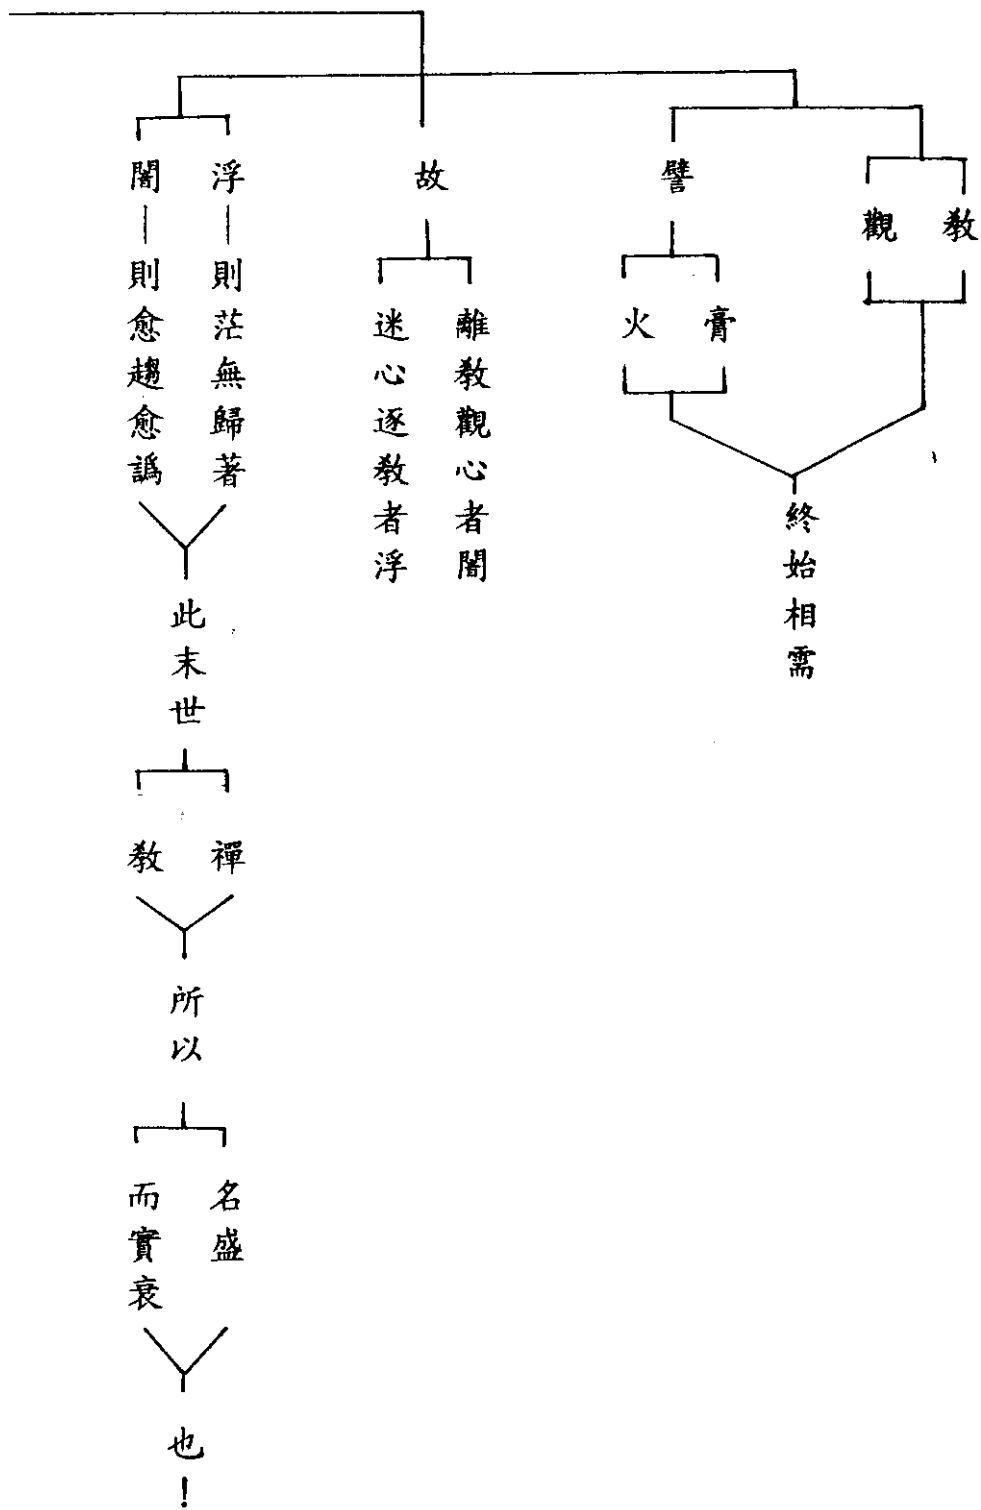 教
觀
譬
膏
火
終始相需
故
離教觀心者闇
迷心逐教者浮
浮
則茫無歸著
闇
則愈趨愈譌
此末世
禪
教
所以
名盛
而實衰
也!